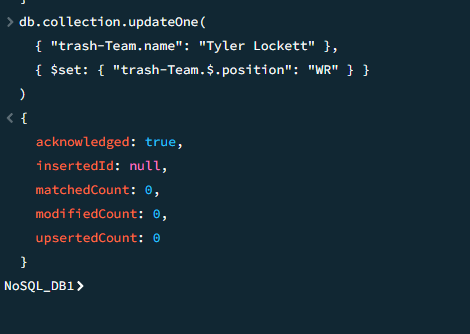 > db.collection.updateOne(
{ "trash-Team.name": "Tyler Lockett" },
{ $set: { "trash-Team.$.position": "WR" } }
)
< {
acknowledged: true,
insertedId: null,
matchedCount: 0,
modifiedCount: 0,
upsertedCount: 0
}
NoSQL_DB1>